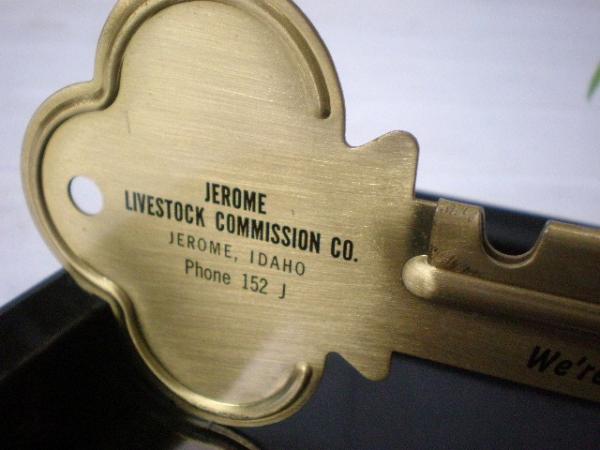 JEROME
LIVESTOCK COMMISSION CO.
JEROME, IDAHO
Phone 152 J
We're